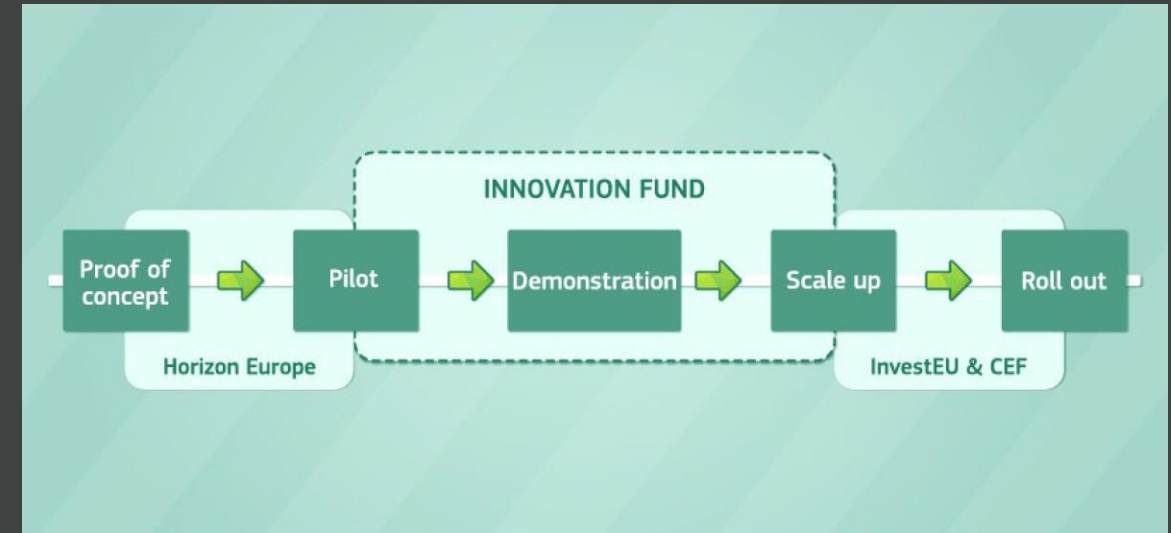 INNOVATION FUND
Proof of
concept
Pilot
Demonstration
Scale up
Roll out
Horizon Europe
InvestEU & CEF